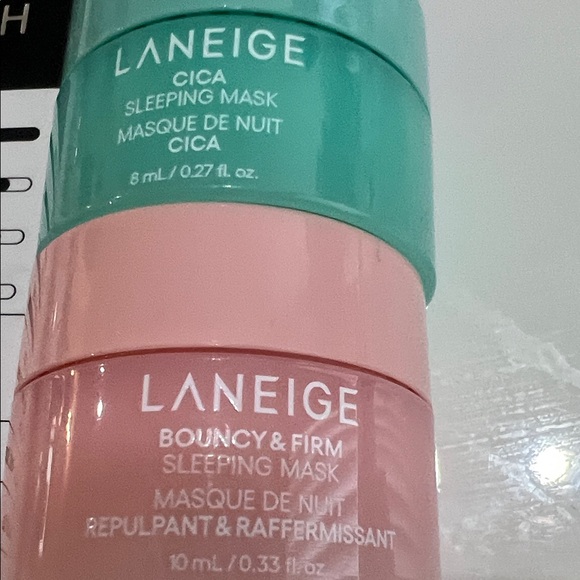 H
LANEIGE
CICA
SLEEPING MASK
MASQUE DE NUIT
CICA
8 mL / 0.27 fl. oz.
LANEIGE
BOUNCY & FIRM
SLEEPING MASK
MASQUE DE NUIT
REPULPANT & RAFFERMISSANT
10 mL / 0.33 fl. oz.